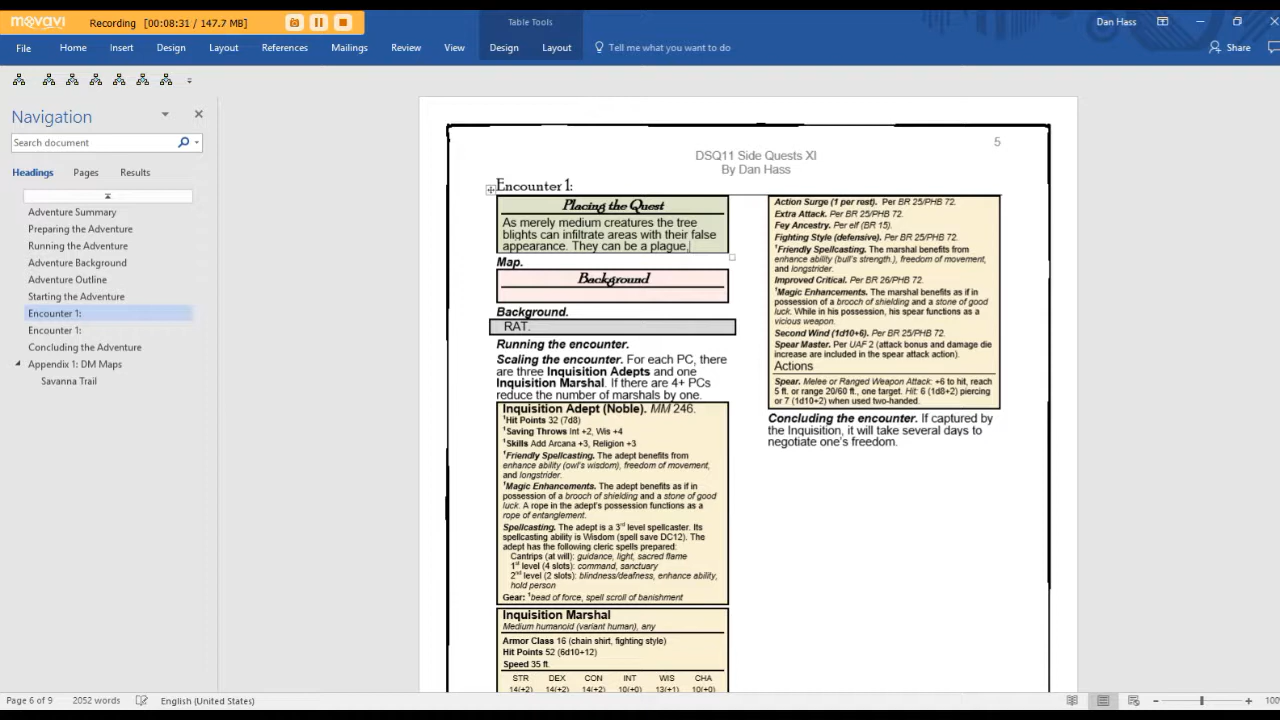 movavi Recording (00:08:31 / 147.7 MB)
Table Tools
Dan Hass
File Home Insert Design Layout References Mailings Review View Design Layout Tell me what you want to do
Share
Navigation
Search document
Headings Pages Results
Adventure Summary
Preparing the Adventure
Running the Adventure
Adventure Background
Adventure Outline
Starting the Adventure
Encounter 1:
Encounter 1:
Concluding the Adventure
Appendix 1: DM Maps
Savanna Trail
5
DSQ11 Side Quests XI
By Dan Hass
Encounter 1:
Placing the Quest
As merely medium creatures the tree
blights can infiltrate areas with their false
appearance. They can be a plague,
Map.
Background
Background.
RAT.
Running the encounter.
Scaling the encounter. For each PC, there
are three Inquisition Adepts and one
Inquisition Marshal. If there are 4+ PCs
reduce the number of marshals by one.
Inquisition Adept (Noble). MM 246.
†Hit Points 32 (7d8)
†Saving Throws Int +2, Wis +4
†Skills Add Arcana +3, Religion +3
†Friendly Spellcasting. The adept benefits from
enhance ability (owl's wisdom), freedom of movement,
and longstrider.
†Magic Enhancements. The adept benefits as if in
possession of a brooch of shielding and a stone of good
luck. A rope in the adept's possession functions as a
rope of entanglement.
Spellcasting. The adept is a 3rd level spellcaster. Its
spellcasting ability is Wisdom (spell save DC12). The
adept has the following cleric spells prepared:
Cantrips (at will): guidance, light, sacred flame
1st level (4 slots): command, sanctuary
2nd level (2 slots): blindness/deafness, enhance ability,
hold person
Gear: †bead of force, spell scroll of banishment
Inquisition Marshal
Medium humanoid (variant human), any
Armor Class 16 (chain shirt, fighting style)
Hit Points 52 (6d10+12)
Speed 35 ft.
STR DEX CON INT WIS CHA
14(+2) 14(+2) 14(+2) 10(+0) 13(+1) 10(+0)
Action Surge (1 per rest). Per BR 25/PHB 72.
Extra Attack. Per BR 25/PHB 72.
Fey Ancestry. Per elf (BR 15).
Fighting Style (defensive). Per BR 25/PHB 72.
†Friendly Spellcasting. The marshal benefits from
enhance ability (bull's strength.), freedom of movement,
and longstrider.
Improved Critical. Per BR 26/PHB 72.
†Magic Enhancements. The marshal benefits as if in
possession of a brooch of shielding and a stone of good
luck. While in his possession, his spear functions as a
vicious weapon.
Second Wind (1d10+6). Per BR 25/PHB 72.
Spear Master. Per UAF 2 (attack bonus and damage die
increase are included in the spear attack action).
Actions
Spear. Melee or Ranged Weapon Attack: +6 to hit, reach
5 ft. or range 20/60 ft., one target. Hit: 6 (1d8+2) piercing
or 7 (1d10+2) when used two-handed.
Concluding the encounter. If captured by
the Inquisition, it will take several days to
negotiate one's freedom.
Page 6 of 9 2052 words English (United States)
100